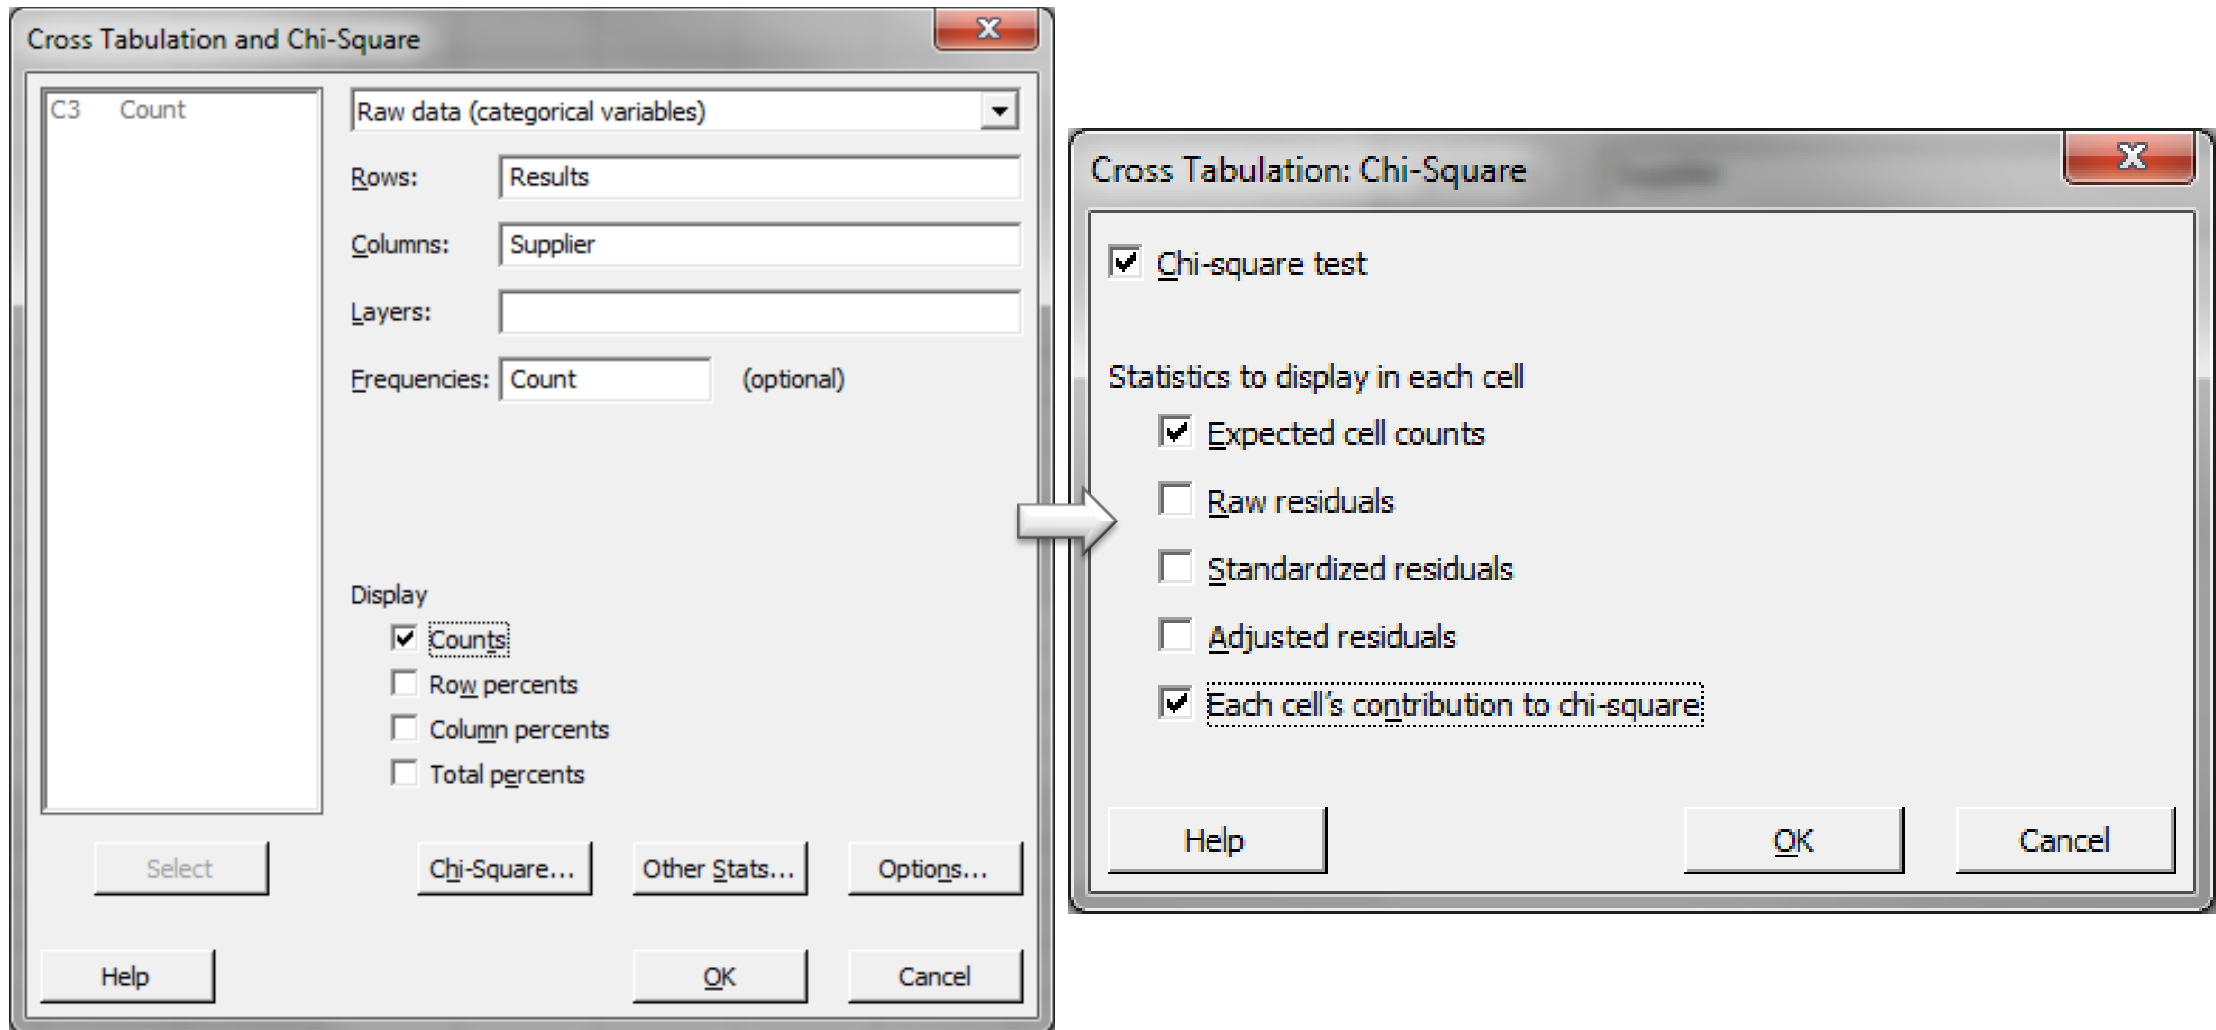 Cross Tabulation and Chi-Square
C3 Count
Raw data (categorical variables)
Rows: Results
Columns: Supplier
Layers:
Frequencies: Count (optional)
Display
Counts
Row percents
Column percents
Total percents
Select Chi-Square... Other Stats... Options...
Help OK Cancel
Cross Tabulation: Chi-Square
Chi-square test
Statistics to display in each cell
Expected cell counts
Raw residuals
Standardized residuals
Adjusted residuals
Each cell's contribution to chi-square
Help OK Cancel